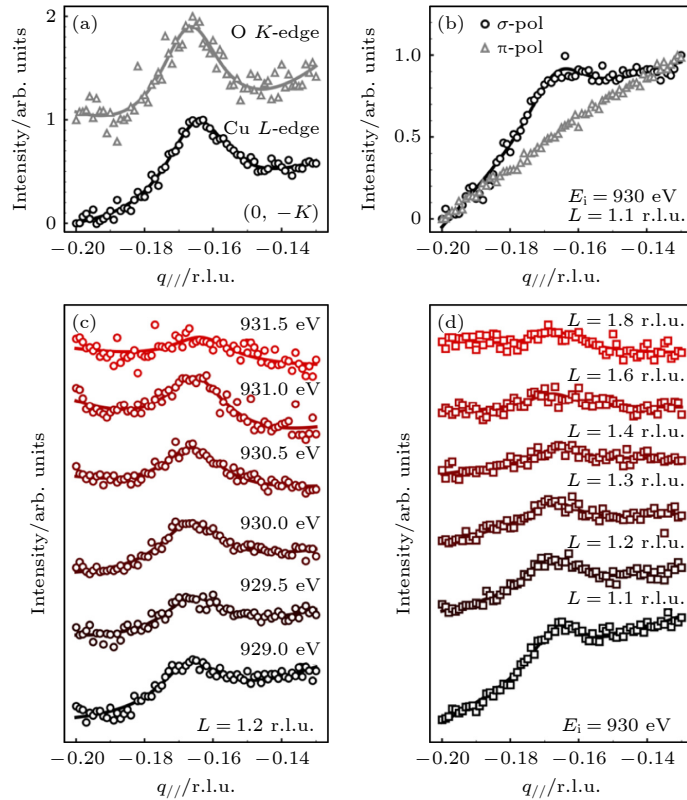 (a)
O K-edge
Cu L-edge
(0, −K)
Intensity/arb. units
2
1
0
−0.20
−0.18
−0.16
−0.14
q///r.l.u.
(b)
σ-pol
π-pol
Ei = 930 eV
L = 1.1 r.l.u.
Intensity/arb. units
1.0
0.5
0
−0.20
−0.18
−0.16
−0.14
q///r.l.u.
(c)
931.5 eV
931.0 eV
930.5 eV
930.0 eV
929.5 eV
929.0 eV
L = 1.2 r.l.u.
Intensity/arb. units
−0.20
−0.18
−0.16
−0.14
q///r.l.u.
(d)
L = 1.8 r.l.u.
L = 1.6 r.l.u.
L = 1.4 r.l.u.
L = 1.3 r.l.u.
L = 1.2 r.l.u.
L = 1.1 r.l.u.
Ei = 930 eV
Intensity/arb. units
−0.20
−0.18
−0.16
−0.14
q///r.l.u.